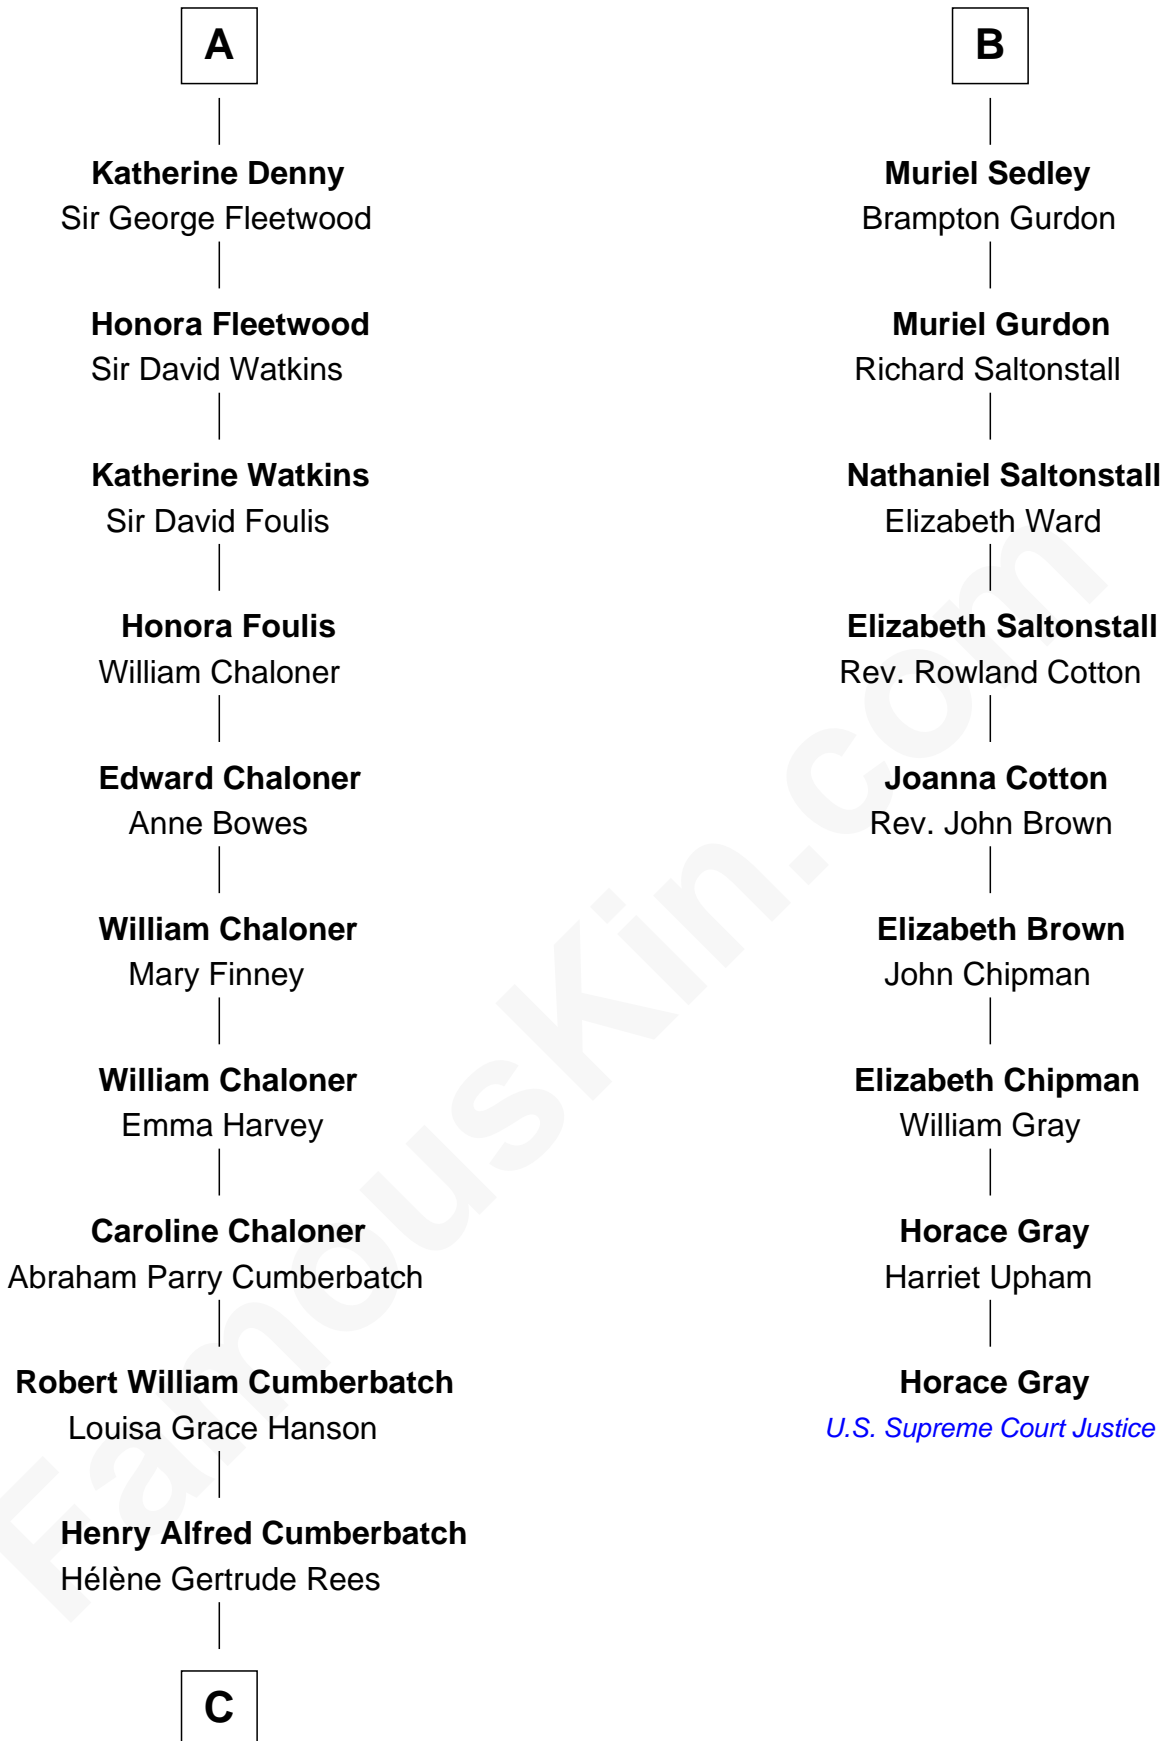 A
Katherine Denny
Sir George Fleetwood
Honora Fleetwood
Sir David Watkins
Katherine Watkins
Sir David Foulis
Honora Foulis
William Chaloner
Edward Chaloner
Anne Bowes
William Chaloner
Mary Finney
William Chaloner
Emma Harvey
Caroline Chaloner
Abraham Parry Cumberbatch
Robert William Cumberbatch
Louisa Grace Hanson
Henry Alfred Cumberbatch
Hélène Gertrude Rees
C
B
Muriel Sedley
Brampton Gurdon
Muriel Gurdon
Richard Saltonstall
Nathaniel Saltonstall
Elizabeth Ward
Elizabeth Saltonstall
Rev. Rowland Cotton
Joanna Cotton
Rev. John Brown
Elizabeth Brown
John Chipman
Elizabeth Chipman
William Gray
Horace Gray
Harriet Upham
Horace Gray
U.S. Supreme Court Justice
FamousKin.com